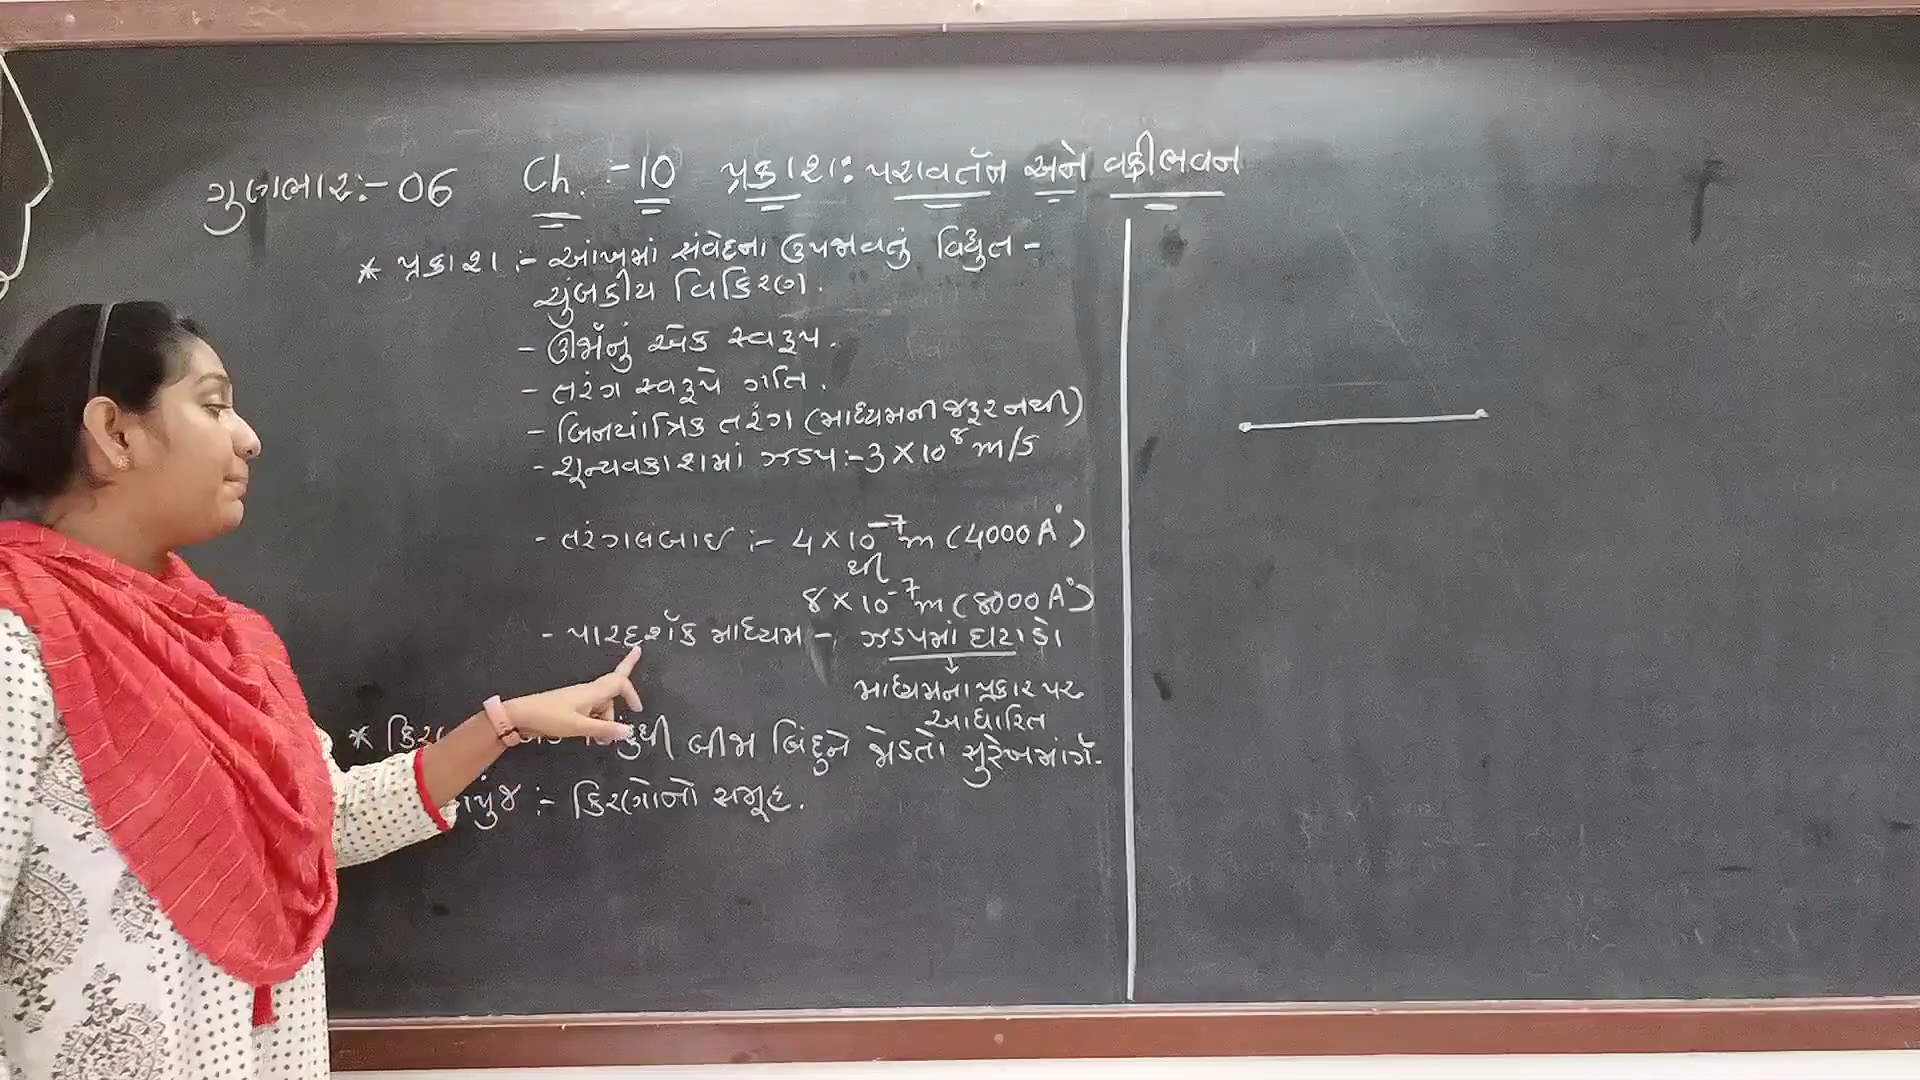 ગુણભાર:- 06 Ch. :- 10 પ્રકાશ: પરાવર્તન અને વક્રીભવન
* પ્રકાશ :- આંખમાં સંવેદના ઉપજાવતું વિદ્યુત -
ચુંબકીય વિકિરણ.
- ઊર્જાનું એક સ્વરૂપ.
- તરંગ સ્વરૂપે ગતિ.
- બિનયાંત્રિક તરંગ (માધ્યમની જરૂર નથી)
- શૂન્યવકાશમાં ઝડપ :- 3 × 10⁸ m/s
- તરંગલંબાઈ :- 4 × 10⁻⁷ m (4000 A°)
થી
8 × 10⁻⁷ m (8000 A°)
- પારદર્શક માધ્યમ - ઝડપમાં ઘટાડો
↓
માધ્યમના પ્રકાર પર
આધારિત
* બીજા બિંદુને જોડતો સુરેખમાર્ગ.
:- કિરણોનો સમૂહ.